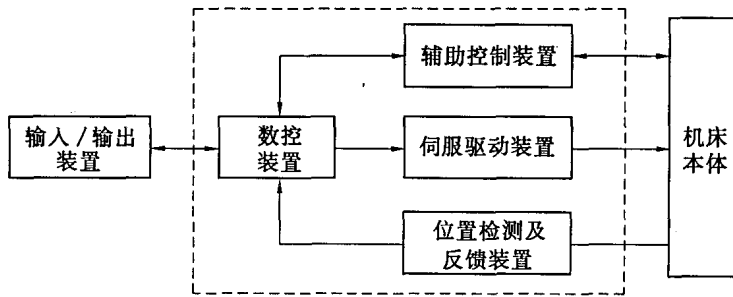 辅助控制装置
输入/输出
装置
数控
装置
伺服驱动装置
机床
本体
位置检测及
反馈装置